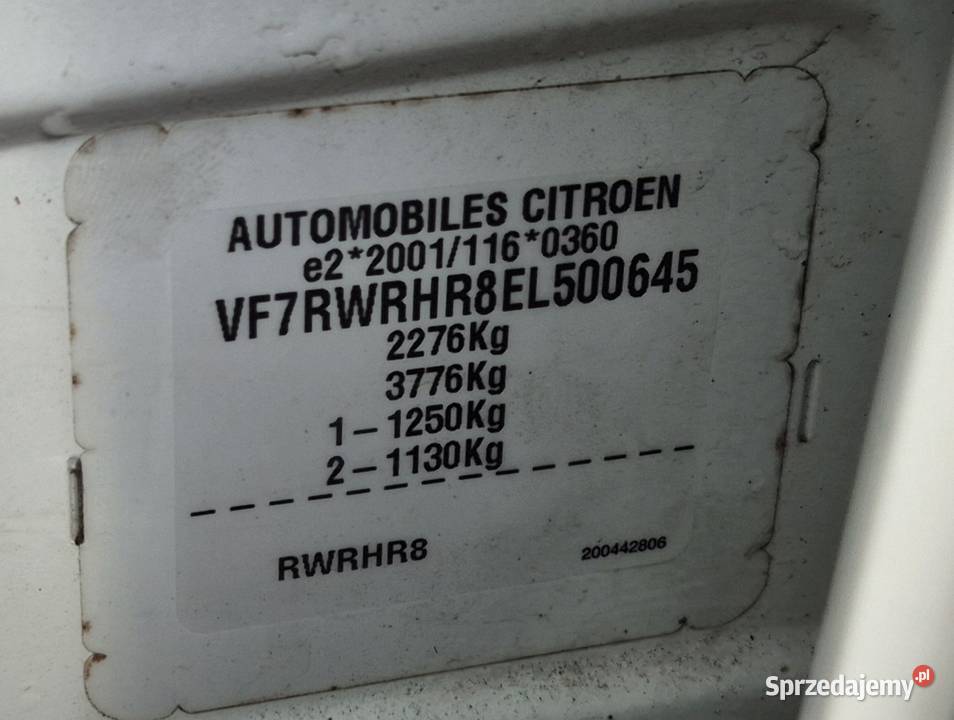 AUTOMOBILES CITROEN
e2*2001/116*0360
VF7RWRHR8EL500645
2276Kg
3776Kg
1-1250Kg
2-1130Kg
RWRHR8
200442806
Sprzedajemy.pl